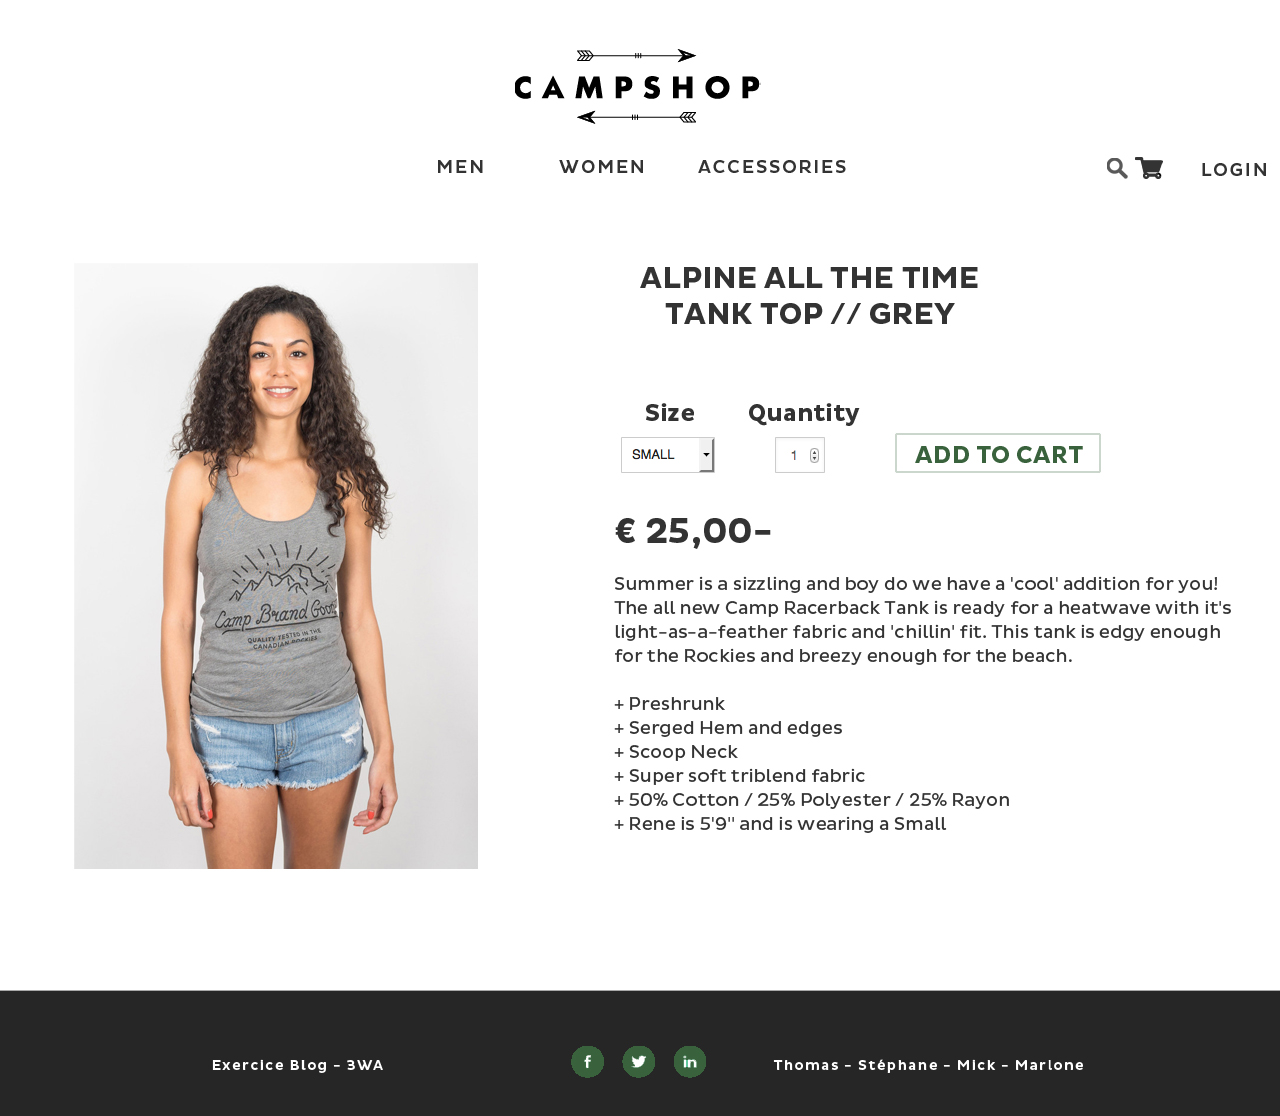 CAMPSHOP
MEN WOMEN ACCESSORIES LOGIN
ALPINE ALL THE TIME
TANK TOP // GREY
Size Quantity
SMALL 1 ADD TO CART
€ 25,00-
Camp Brand Goods
QUALITY TESTED IN THE
CANADIAN ROCKIES
Summer is a sizzling and boy do we have a 'cool' addition for you!
The all new Camp Racerback Tank is ready for a heatwave with it's
light-as-a-feather fabric and 'chillin' fit. This tank is edgy enough
for the Rockies and breezy enough for the beach.
+ Preshrunk
+ Serged Hem and edges
+ Scoop Neck
+ Super soft triblend fabric
+ 50% Cotton / 25% Polyester / 25% Rayon
+ Rene is 5'9'' and is wearing a Small
Exercice Blog - 3WA f in Thomas - Stéphane - Mick - Marione